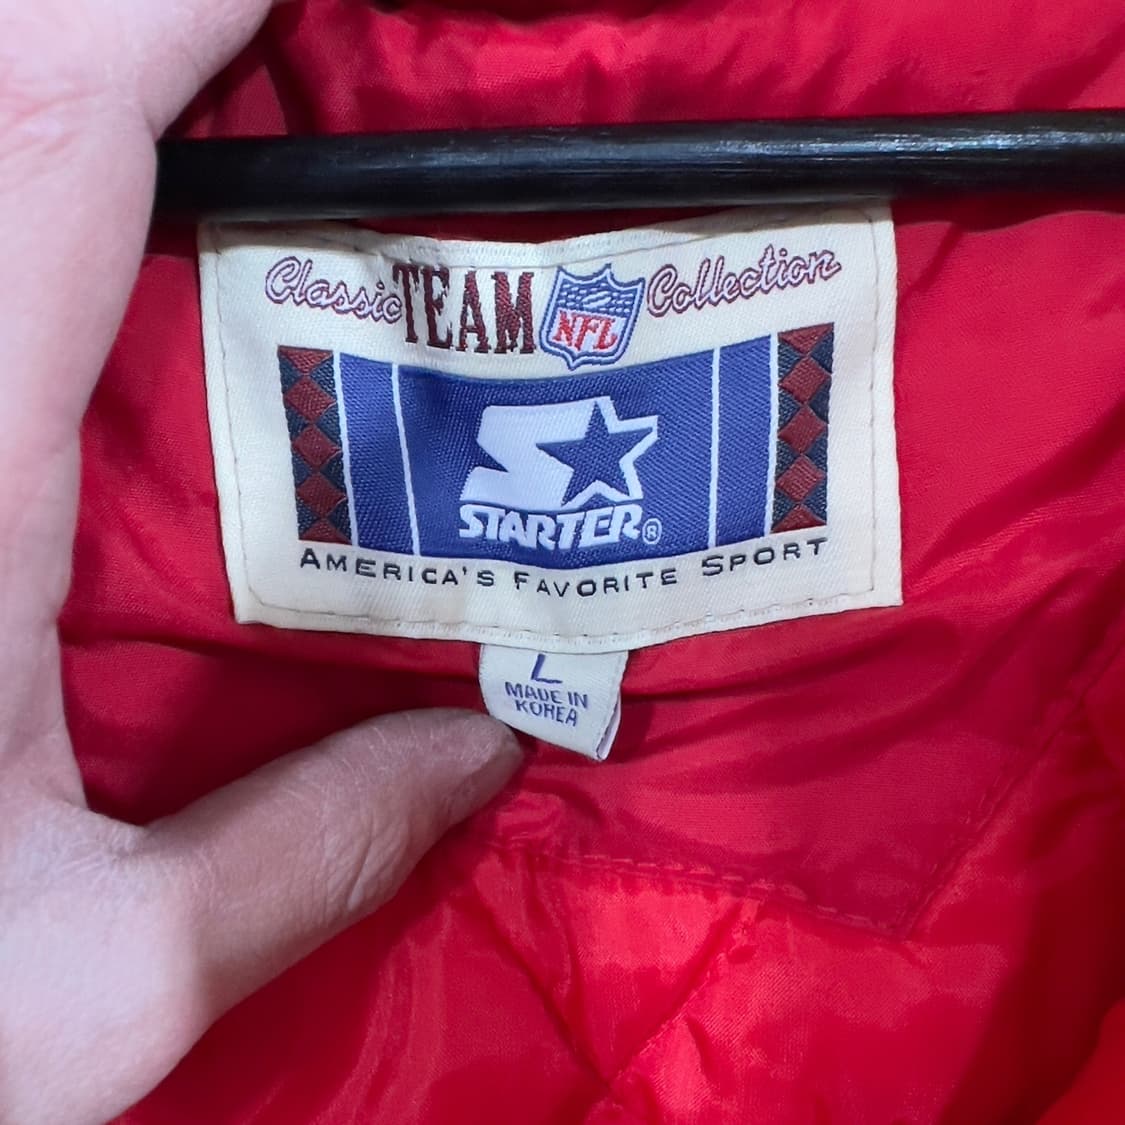 Classic TEAM NFL Collection
STARTER®
AMERICA'S FAVORITE SPORT
L
MADE IN
KOREA